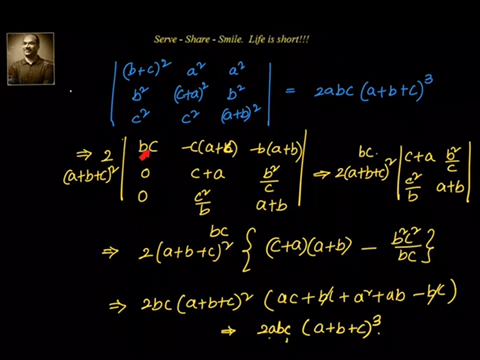 Serve - Share - Smile. Life is short!!!
| (b+c)² a² a² |
| b² (c+a)² b² | = 2abc (a+b+c)³
| c² c² (a+b)² |
⇒ 2 (a+b+c)² | bc -c(a+c) -b(a+b) | ⇒ 2(a+b+c)² bc | c+a b²/c |
| 0 c+a b²/c | | c²/b a+b |
| 0 c²/b a+b |
⇒ 2 bc (a+b+c)² { (c+a)(a+b) - b²c²/bc }
⇒ 2bc (a+b+c)² (ac + bc + a² + ab - bc)
⇒ 2abc (a+b+c)³.